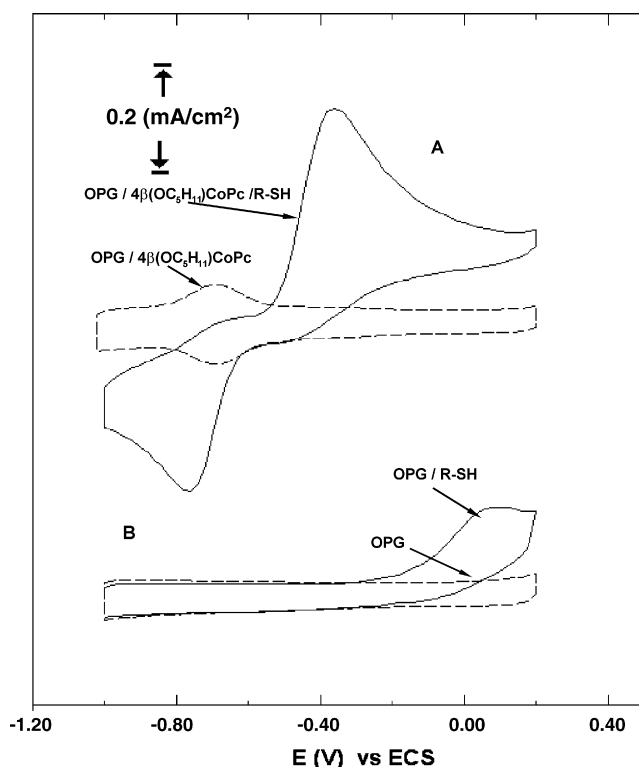 0.2 (mA/cm²)
A
OPG / 4β(OC₅H₁₁)CoPc /R-SH
OPG / 4β(OC₅H₁₁)CoPc
OPG / R-SH
B
OPG
-1.20 -0.80 -0.40 0.00 0.40
E (V) vs ECS